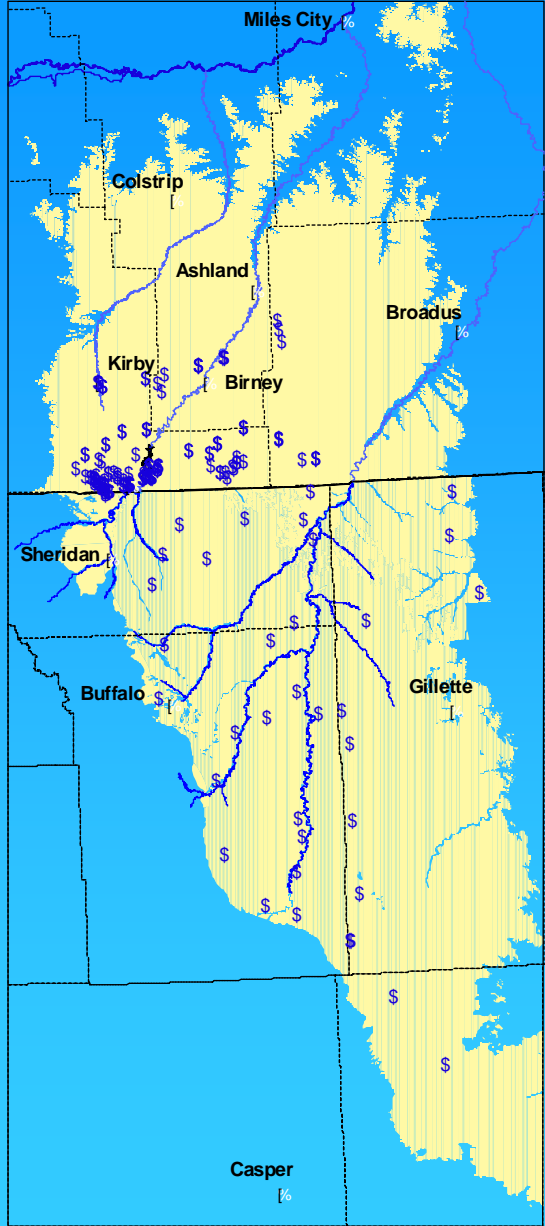 Miles City
Colstrip
Ashland
Broadus
Kirby
Birney
Sheridan
Buffalo
Gillette
Casper